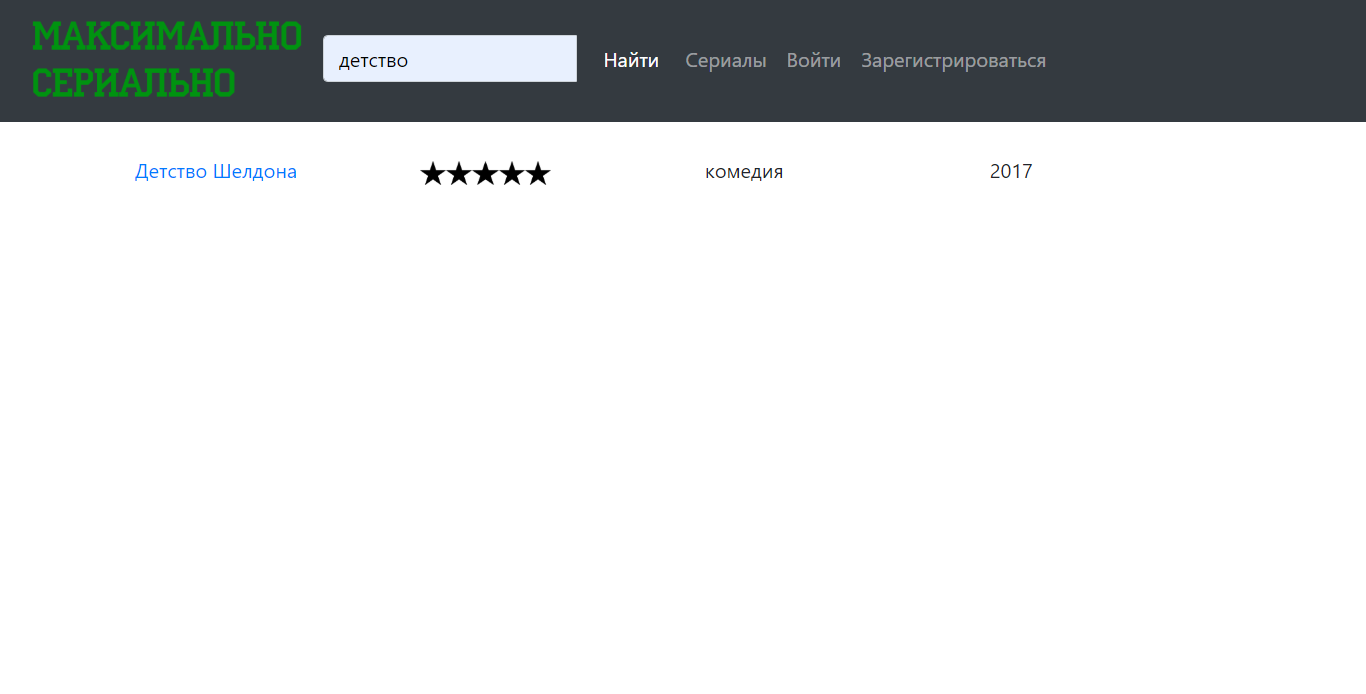 МАКСИМАЛЬНО
СЕРИАЛЬНО
детство
Найти
Сериалы
Войти
Зарегистрироваться
Детство Шелдона ★★★★★ комедия 2017